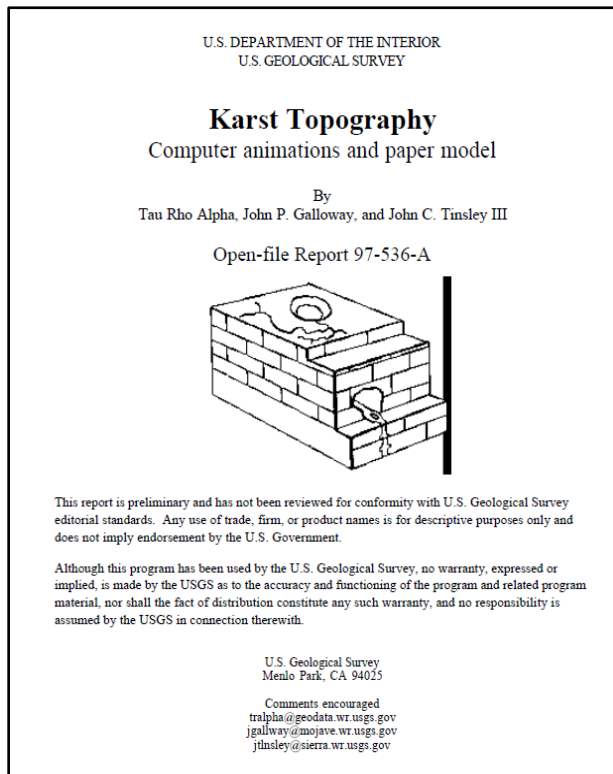 U.S. DEPARTMENT OF THE INTERIOR
U.S. GEOLOGICAL SURVEY
Karst Topography
Computer animations and paper model
By
Tau Rho Alpha, John P. Galloway, and John C. Tinsley III
Open-file Report 97-536-A
This report is preliminary and has not been reviewed for conformity with U.S. Geological Survey
editorial standards. Any use of trade, firm, or product names is for descriptive purposes only and
does not imply endorsement by the U.S. Government.
Although this program has been used by the U.S. Geological Survey, no warranty, expressed or
implied, is made by the USGS as to the accuracy and functioning of the program and related program
material, nor shall the fact of distribution constitute any such warranty, and no responsibility is
assumed by the USGS in connection therewith.
U.S. Geological Survey
Menlo Park, CA 94025
Comments encouraged
tralpha@geodata.wr.usgs.gov
jgallway@mojave.wr.usgs.gov
jtlnsley@sierra.wr.usgs.gov